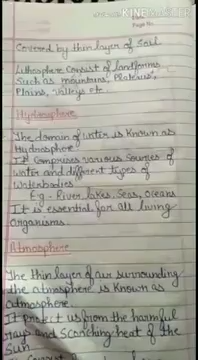 Page No.
Covered by thin layer of soil
Lithosphere consist of landforms
such as mountains, Plateus,
Plains, valleys etc.
Hydrosphere
The domain of water is known as
Hydrosphere
It comprises various sources of
water and different types of
waterbodies
E.g - River, lakes, Seas, Oceans
It is essential for all living
organisms.
Atmosphere
The thin layer of air surrounding
the atmosphere is known as
atmosphere.
It protect us from the harmful
rays and scorching heat of the
sun